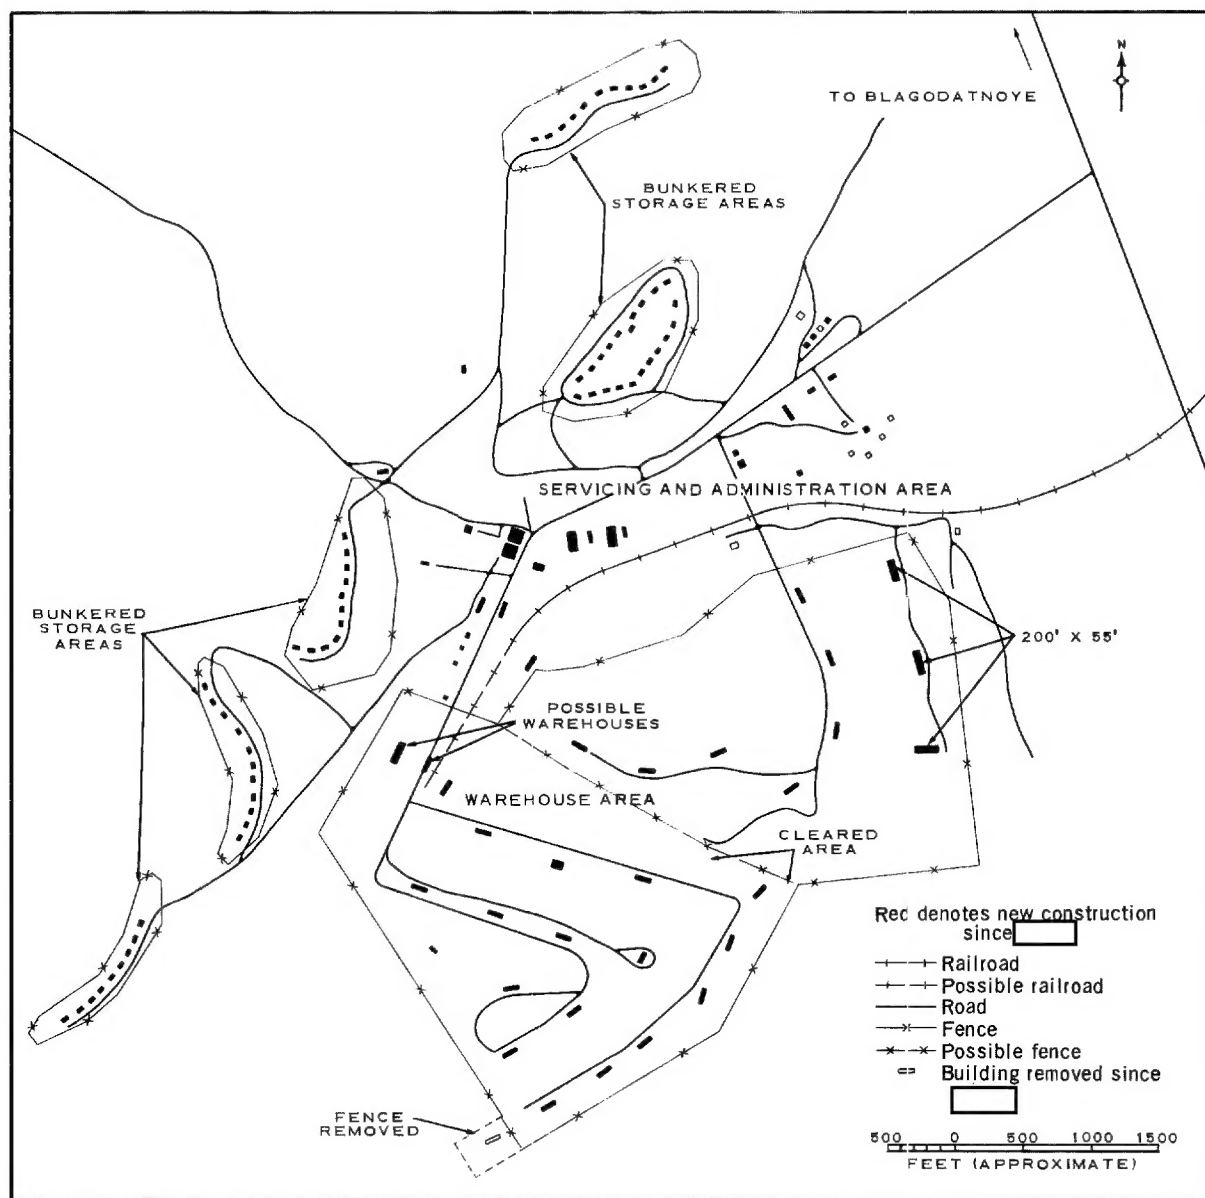 N
TO BLAGODATNOYE
BUNKERED
STORAGE AREAS
SERVICING AND ADMINISTRATION AREA
BUNKERED
STORAGE
AREAS
200' X 55'
POSSIBLE
WAREHOUSES
WAREHOUSE AREA
CLEARED
AREA
Red denotes new construction
since
Railroad
Possible railroad
Road
Fence
Possible fence
Building removed since
FENCE
REMOVED
500 0 500 1000 1500
FEET (APPROXIMATE)